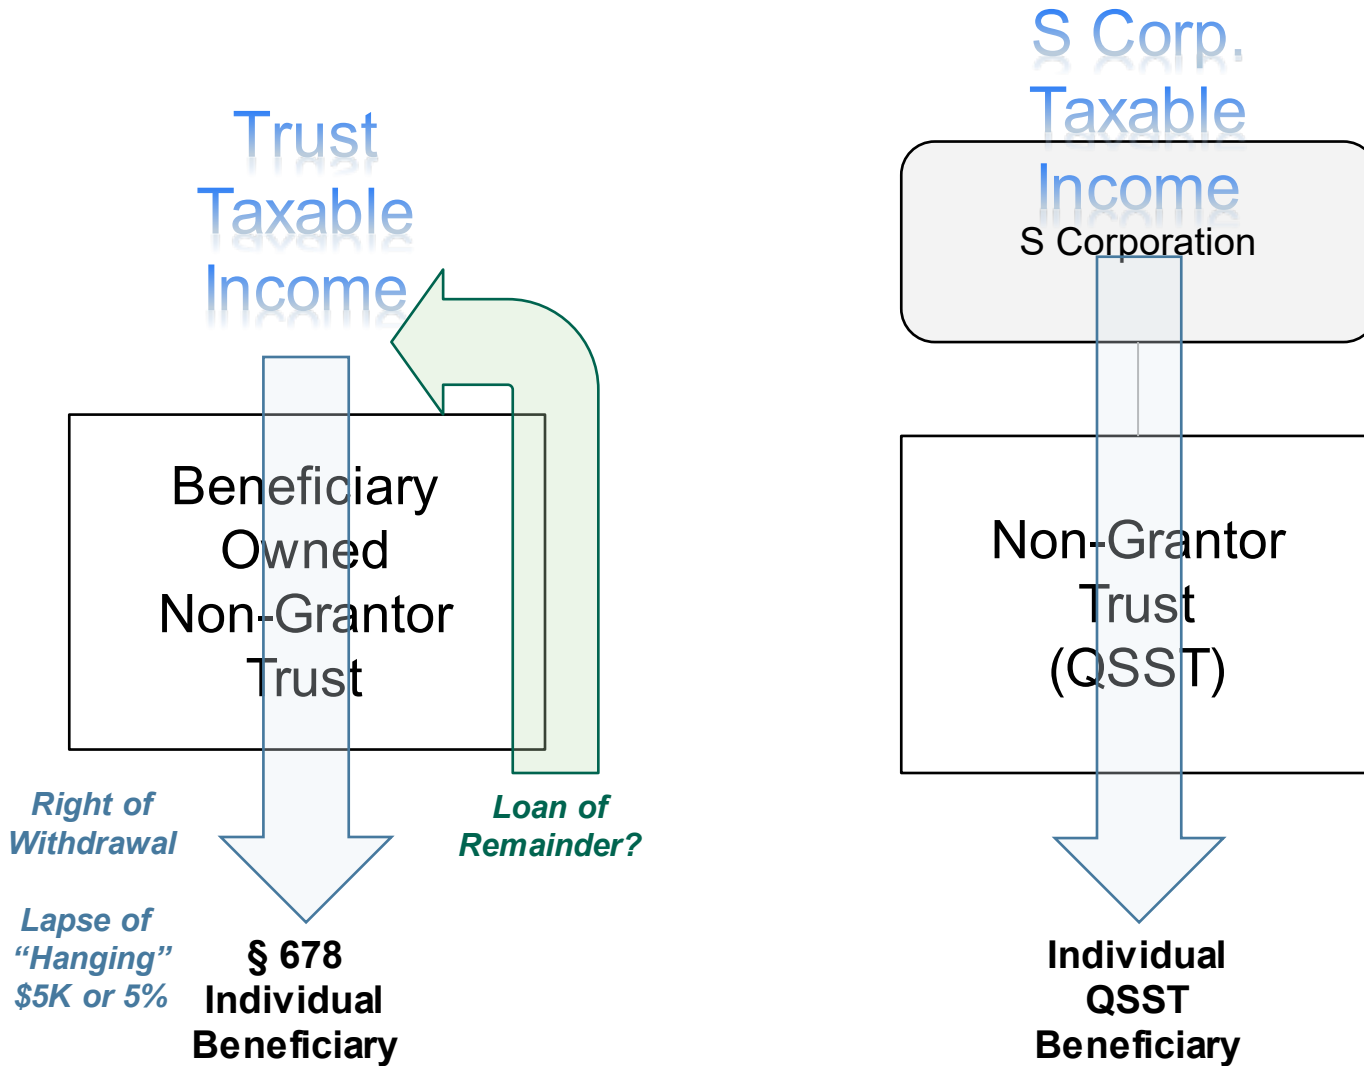 Trust
Taxable
Income
Beneficiary
Owned
Non-Grantor
Trust
Right of
Withdrawal
Lapse of
“Hanging”
$5K or 5%
Loan of
Remainder?
§ 678
Individual
Beneficiary
S Corp.
Taxable
Income
S Corporation
Non-Grantor
Trust
(QSST)
Individual
QSST
Beneficiary